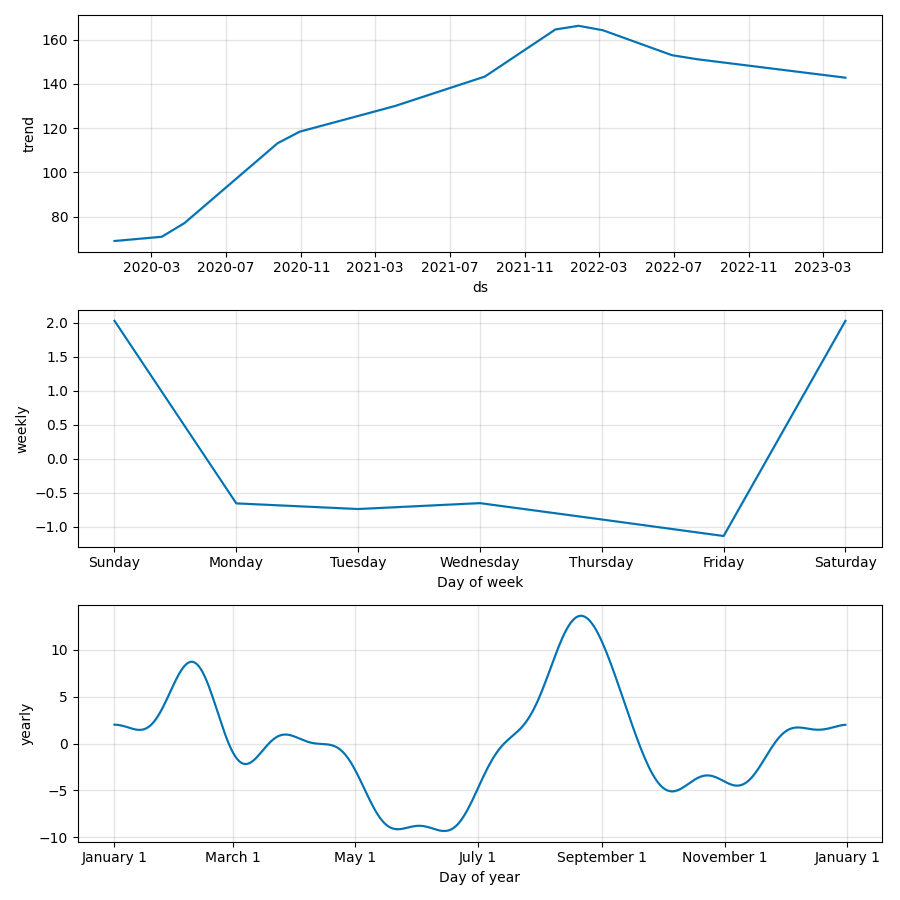 160
140
120
100
80
trend
2020-03 2020-07 2020-11 2021-03 2021-07 2021-11 2022-03 2022-07 2022-11 2023-03
ds
2.0
1.5
1.0
0.5
0.0
−0.5
−1.0
weekly
Sunday Monday Tuesday Wednesday Thursday Friday Saturday
Day of week
10
5
0
−5
−10
yearly
January 1 March 1 May 1 July 1 September 1 November 1 January 1
Day of year